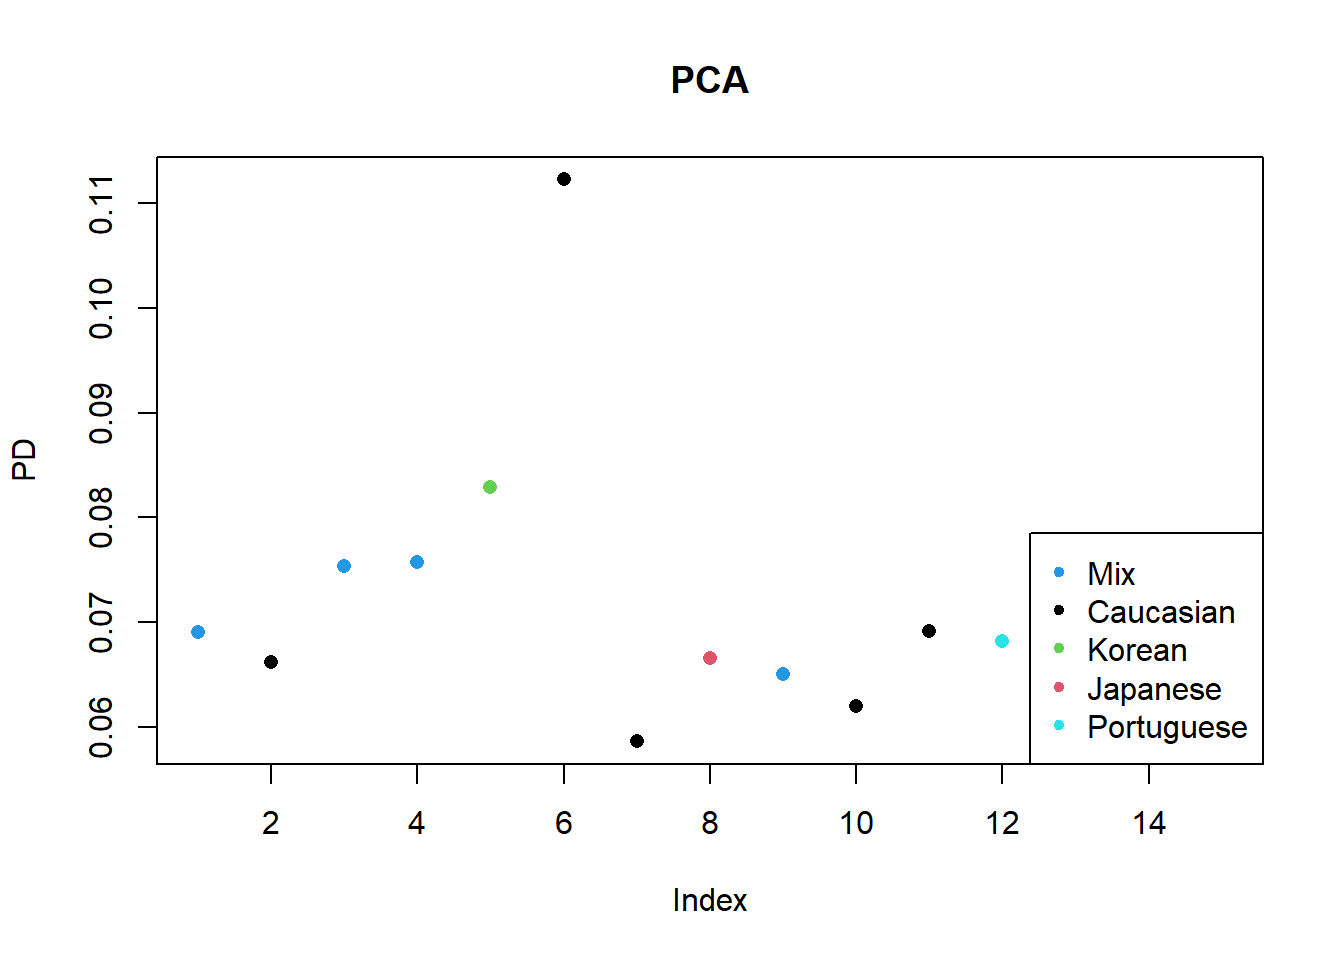 PCA
PD
0.11
0.10
0.09
0.08
0.07
0.06
Mix
Caucasian
Korean
Japanese
Portuguese
2 4 6 8 10 12 14
Index